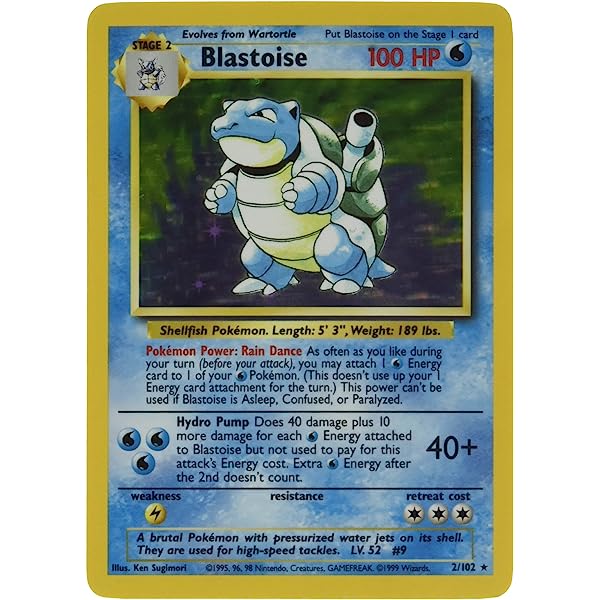 Evolves from Wartortle Put Blastoise on the Stage 1 card
STAGE 2
Blastoise 100 HP
Shellfish Pokémon. Length: 5' 3", Weight: 189 lbs.
Pokémon Power: Rain Dance As often as you like during
your turn (before your attack), you may attach 1 Energy
card to 1 of your Pokémon. (This doesn't use up your 1
Energy card attachment for the turn.) This power can't be
used if Blastoise is Asleep, Confused, or Paralyzed.
Hydro Pump Does 40 damage plus 10
more damage for each Energy attached
to Blastoise but not used to pay for this
attack's Energy cost. Extra Energy after
the 2nd doesn't count.
40+
weakness resistance retreat cost
A brutal Pokémon with pressurized water jets on its shell.
They are used for high-speed tackles. LV. 52 #9
Illus. Ken Sugimori ©1995, 96, 98 Nintendo, Creatures, GAMEFREAK. ©1999 Wizards. 2/102 ★